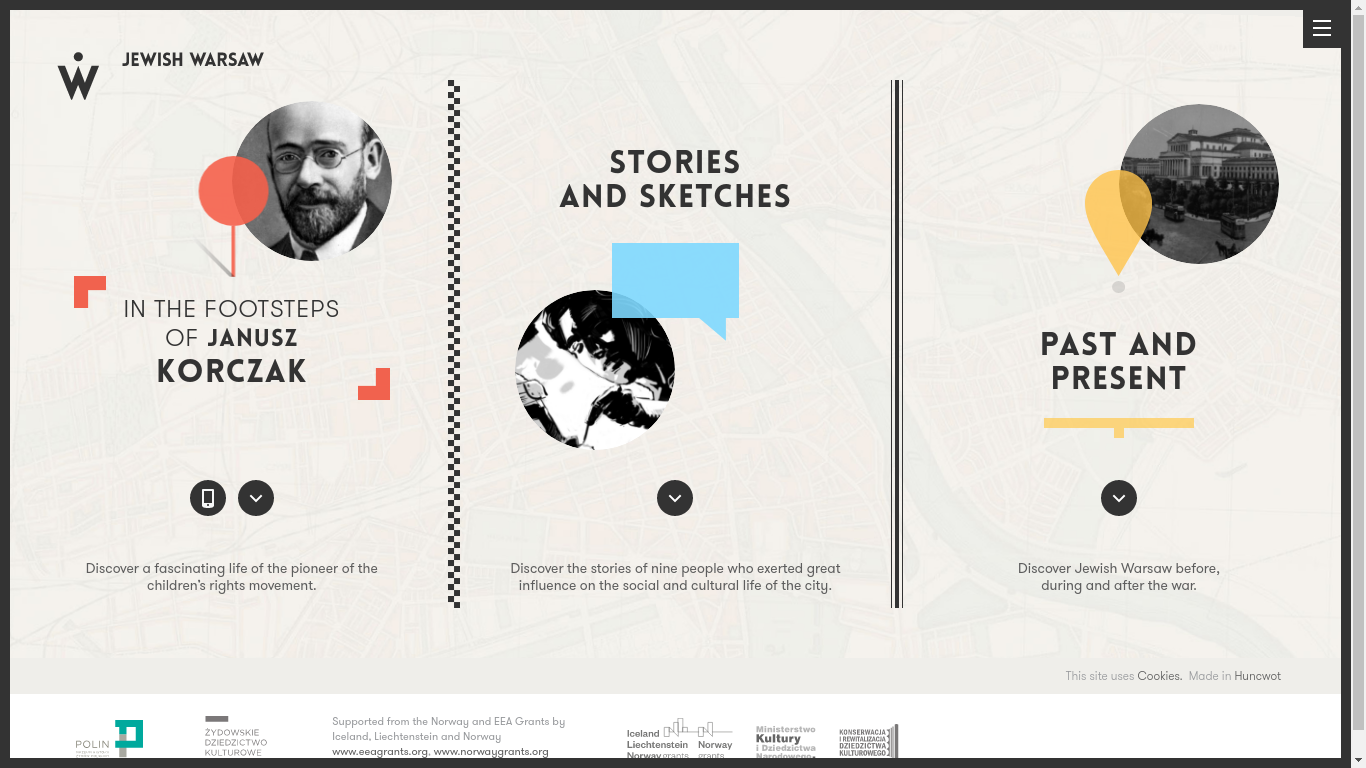 JEWISH WARSAW
IN THE FOOTSTEPS
OF JANUSZ
KORCZAK
Discover a fascinating life of the pioneer of the
children's rights movement.
STORIES
AND SKETCHES
Discover the stories of nine people who exerted great
influence on the social and cultural life of the city.
PAST AND
PRESENT
Discover Jewish Warsaw before,
during and after the war.
This site uses Cookies. Made in Huncwot
POLIN
ŻYDOWSKIE
DZIEDZICTWO
KULTUROWE
Supported from the Norway and EEA Grants by
Iceland, Liechtenstein and Norway
www.eeagrants.org, www.norwaygrants.org
Iceland
Liechtenstein Norway
Norway grants grants
Ministerstwo
Kultury
i Dziedzictwa
Narodowego
KONSERWACJA
I REWITALIZACJA
DZIEDZICTWA
KULTUROWEGO